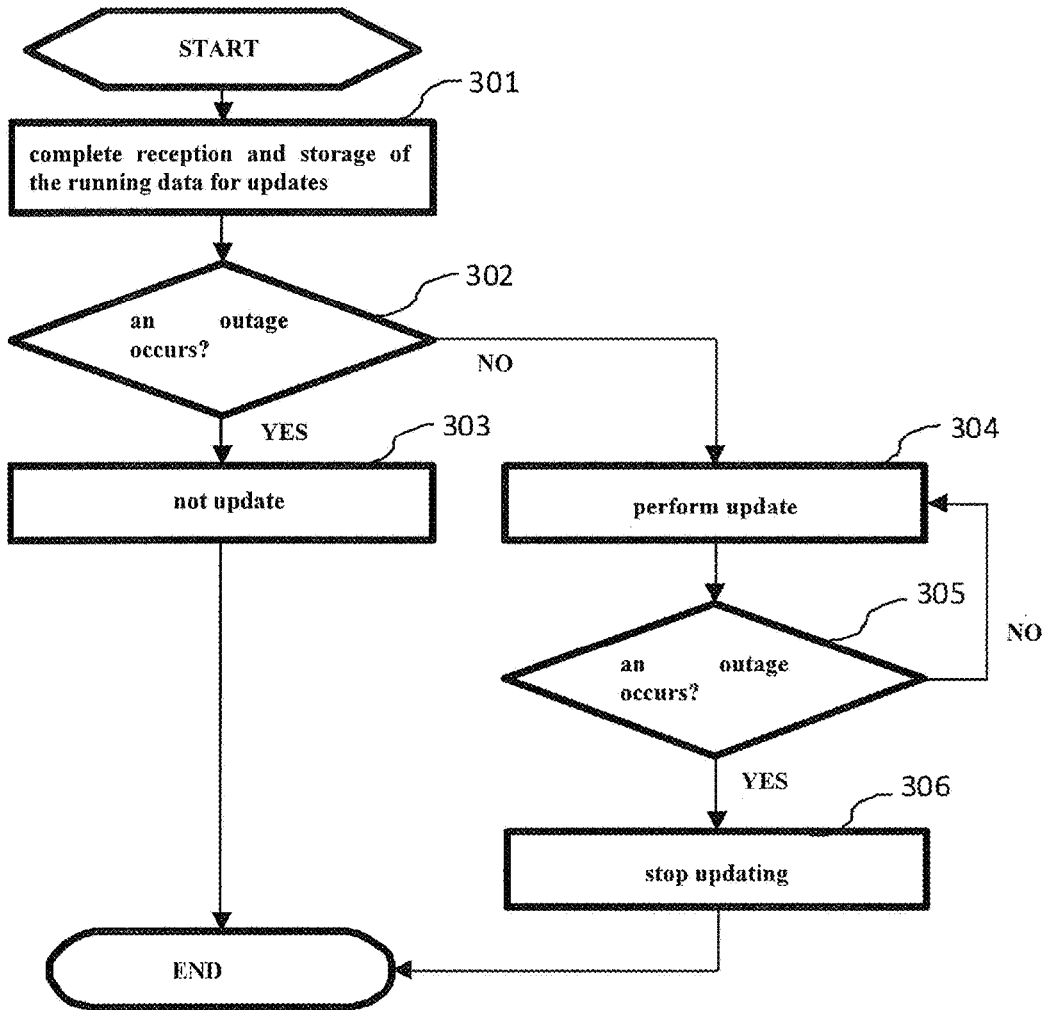 START
301
complete reception and storage of
the running data for updates
302
an outage
occurs?
NO
YES
303
304
not update
perform update
305
NO
an outage
occurs?
YES
306
stop updating
END